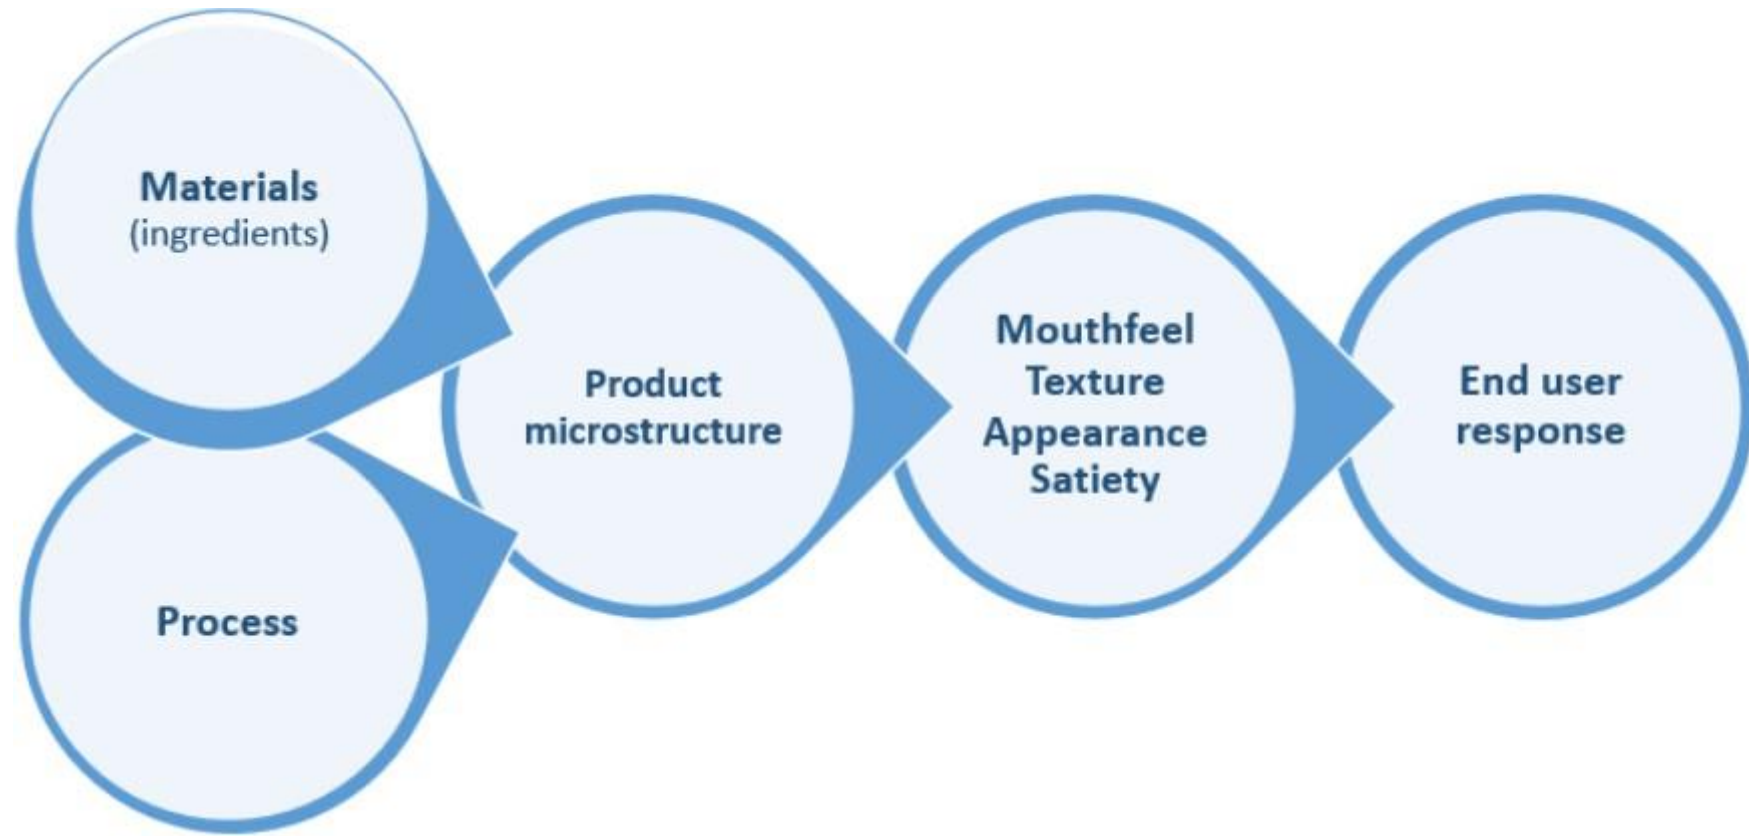 Materials
(ingredients)
Process
Product
microstructure
Mouthfeel
Texture
Appearance
Satiety
End user
response